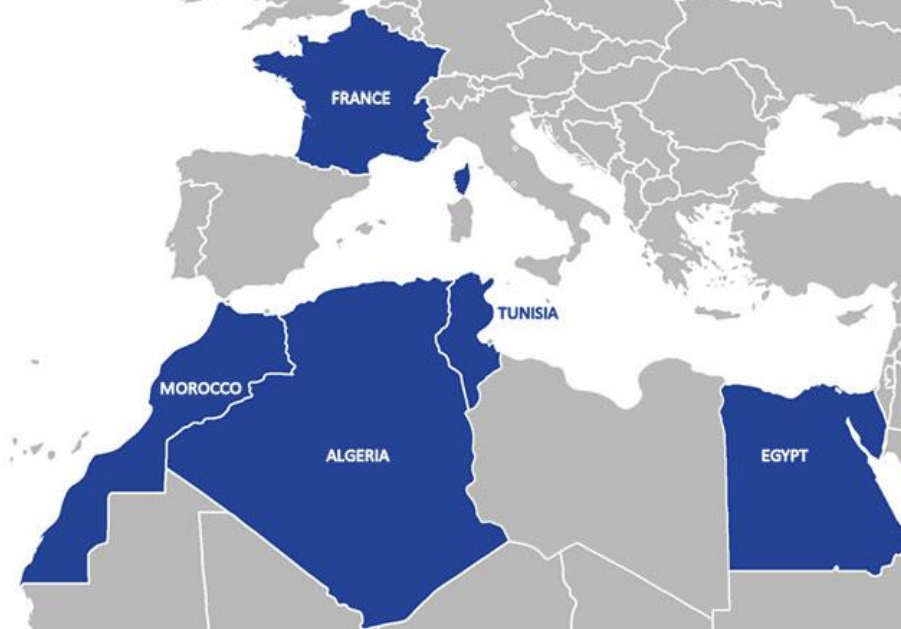 FRANCE
TUNISIA
MOROCCO
ALGERIA
EGYPT